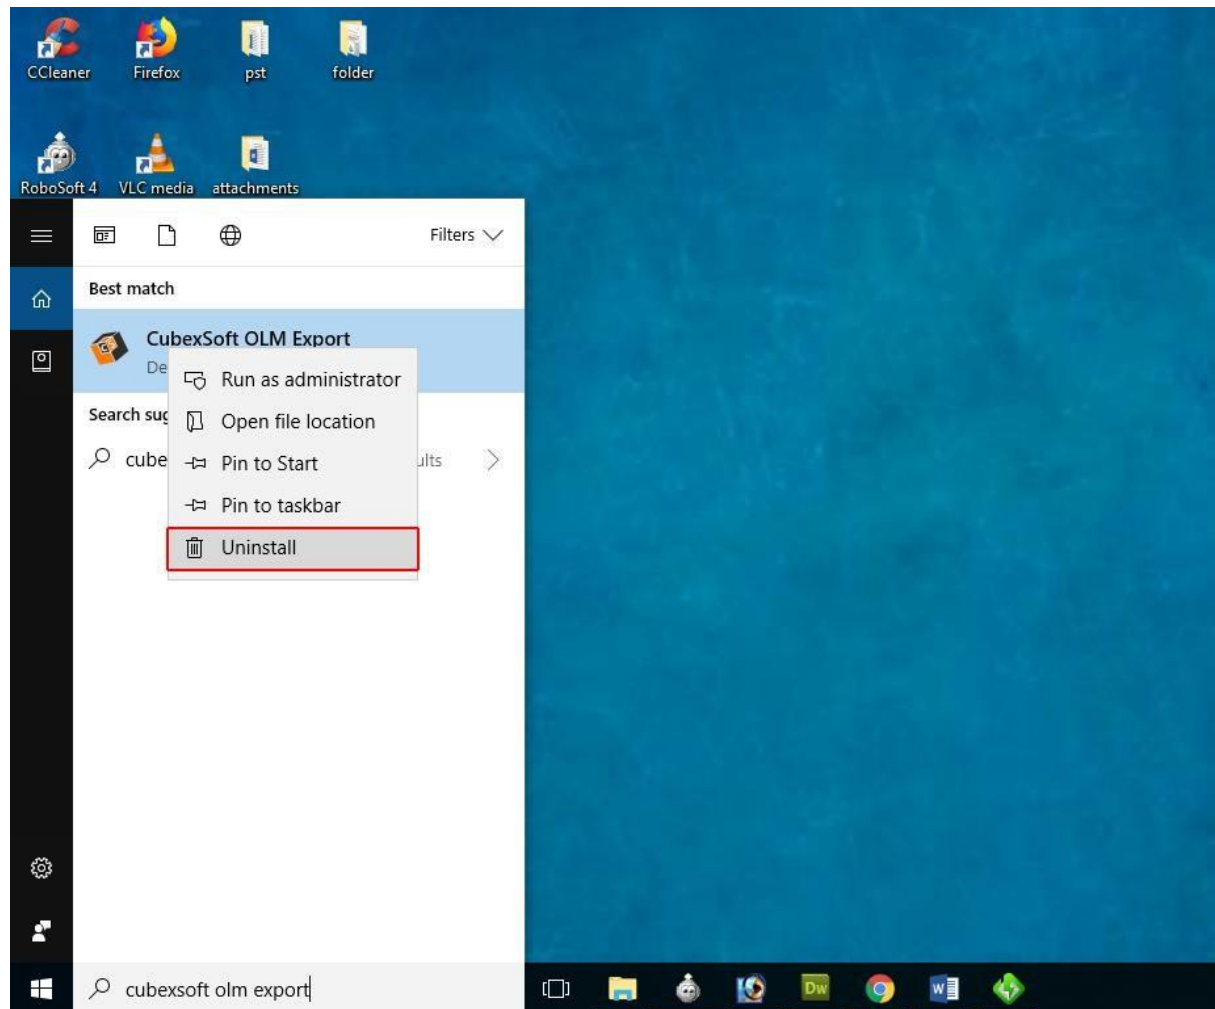 CCleaner
Firefox
pst
folder
RoboSoft 4
VLC media
attachments
Filters
Best match
CubexSoft OLM Export
De
Run as administrator
Search sug
Open file location
cube
Pin to Start
ults
Pin to taskbar
Uninstall
cubexsoft olm export
Dw
W